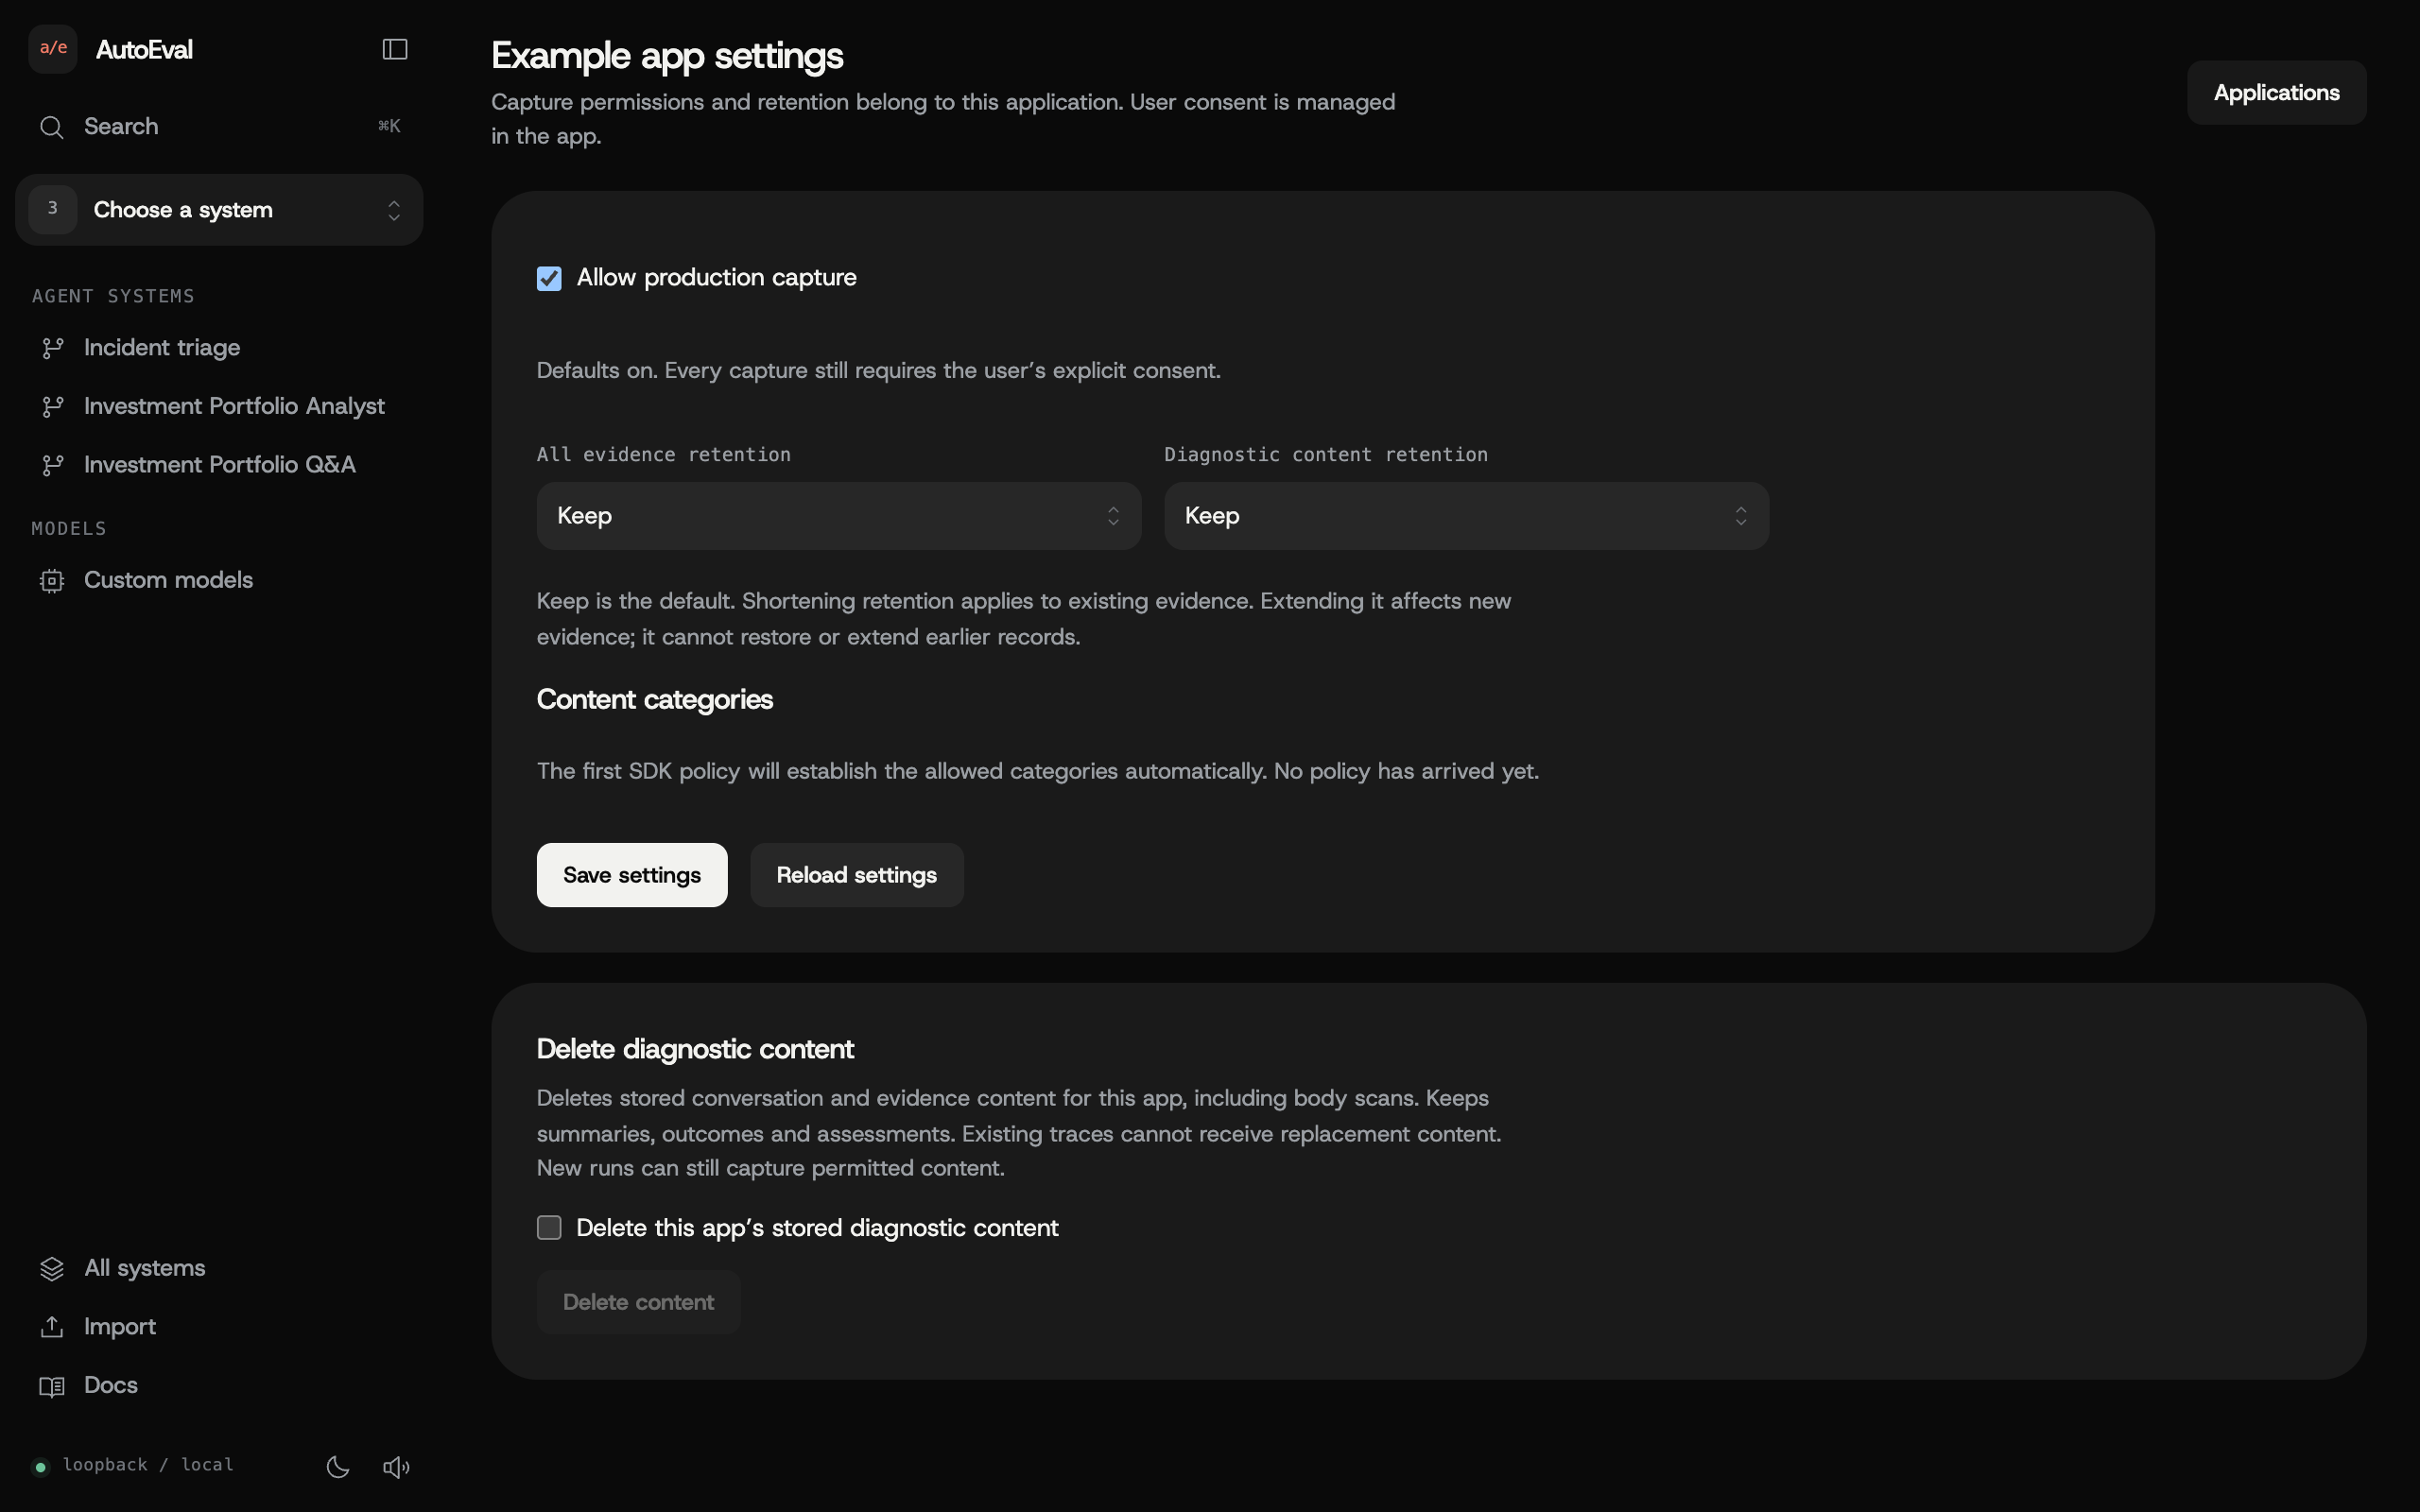 a/e AutoEval
Search ⌘K
3 Choose a system
AGENT SYSTEMS
Incident triage
Investment Portfolio Analyst
Investment Portfolio Q&A
MODELS
Custom models
All systems
Import
Docs
loopback / local
Example app settings
Capture permissions and retention belong to this application. User consent is managed
in the app.
Applications
Allow production capture
Defaults on. Every capture still requires the user’s explicit consent.
All evidence retention
Keep
Diagnostic content retention
Keep
Keep is the default. Shortening retention applies to existing evidence. Extending it affects new
evidence; it cannot restore or extend earlier records.
Content categories
The first SDK policy will establish the allowed categories automatically. No policy has arrived yet.
Save settings
Reload settings
Delete diagnostic content
Deletes stored conversation and evidence content for this app, including body scans. Keeps
summaries, outcomes and assessments. Existing traces cannot receive replacement content.
New runs can still capture permitted content.
Delete this app’s stored diagnostic content
Delete content